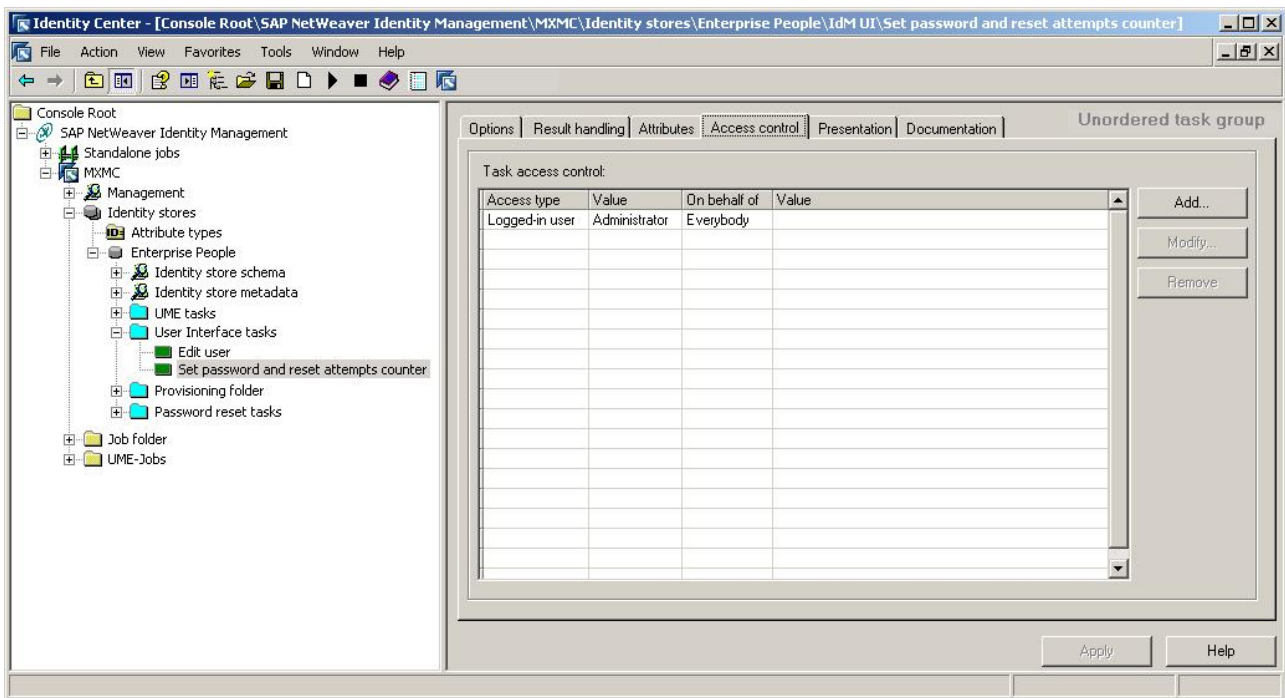 Identity Center - [Console Root\SAP NetWeaver Identity Management\MXMC\Identity stores\Enterprise People\IdM UI\Set password and reset attempts counter]
File Action View Favorites Tools Window Help
Console Root
SAP NetWeaver Identity Management
Standalone jobs
MXMC
Management
Identity stores
Attribute types
Enterprise People
Identity store schema
Identity store metadata
UME tasks
User Interface tasks
Edit user
Set password and reset attempts counter
Provisioning folder
Password reset tasks
Job folder
UME-Jobs
Options Result handling Attributes Access control Presentation Documentation
Unordered task group
Task access control:
Access type Value On behalf of Value
Logged-in user Administrator Everybody
Add...
Modify...
Remove
Apply Help